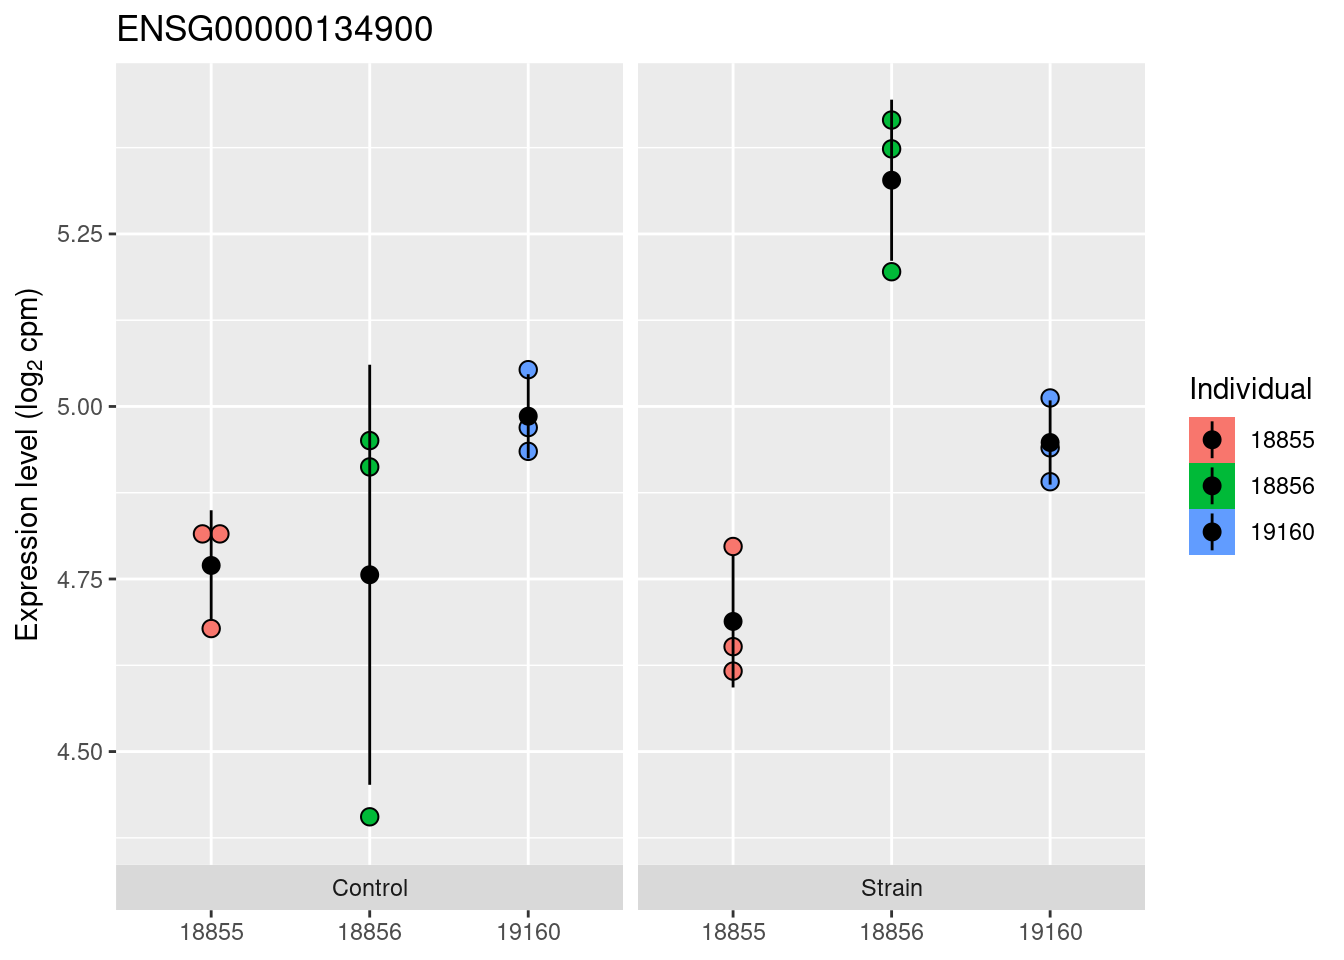 ENSG00000134900
Expression level (log₂ cpm)
5.25
5.00
4.75
4.50
Control
Strain
18855 18856 19160
18855 18856 19160
Individual
18855
18856
19160